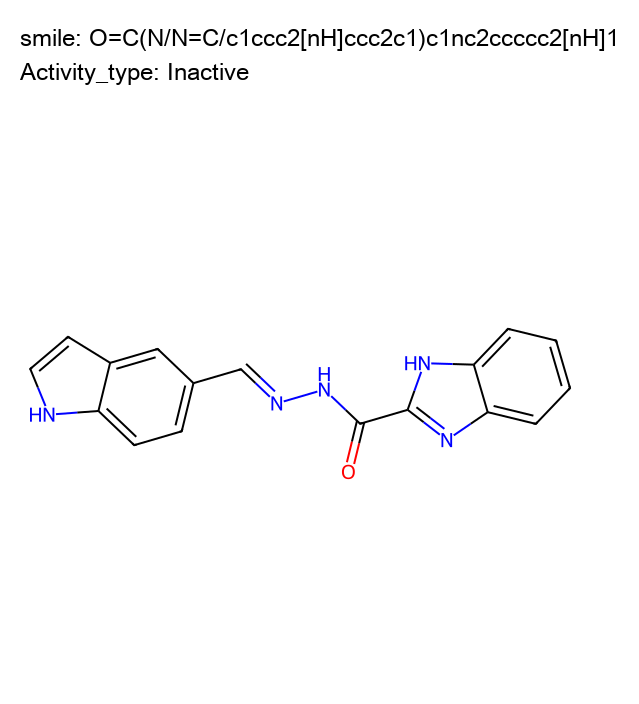 smile: O=C(N/N=C/c1ccc2[nH]ccc2c1)c1nc2ccccc2[nH]1
Activity_type: Inactive
HN
N
H
N
O
HN
N